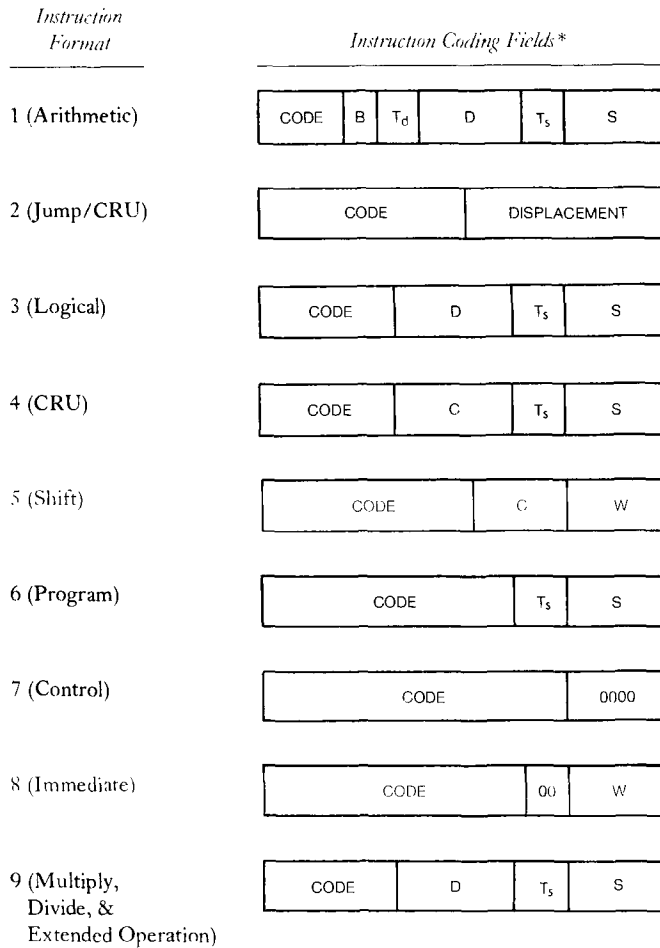 Instruction Format
Instruction Coding Fields*
1 (Arithmetic)
CODE B Td D Ts S
2 (Jump/CRU)
CODE DISPLACEMENT
3 (Logical)
CODE D Ts S
4 (CRU)
CODE C Ts S
5 (Shift)
CODE C W
6 (Program)
CODE Ts S
7 (Control)
CODE 0000
8 (Immediate)
CODE 00 W
9 (Multiply,
Divide, &
Extended Operation)
CODE D Ts S